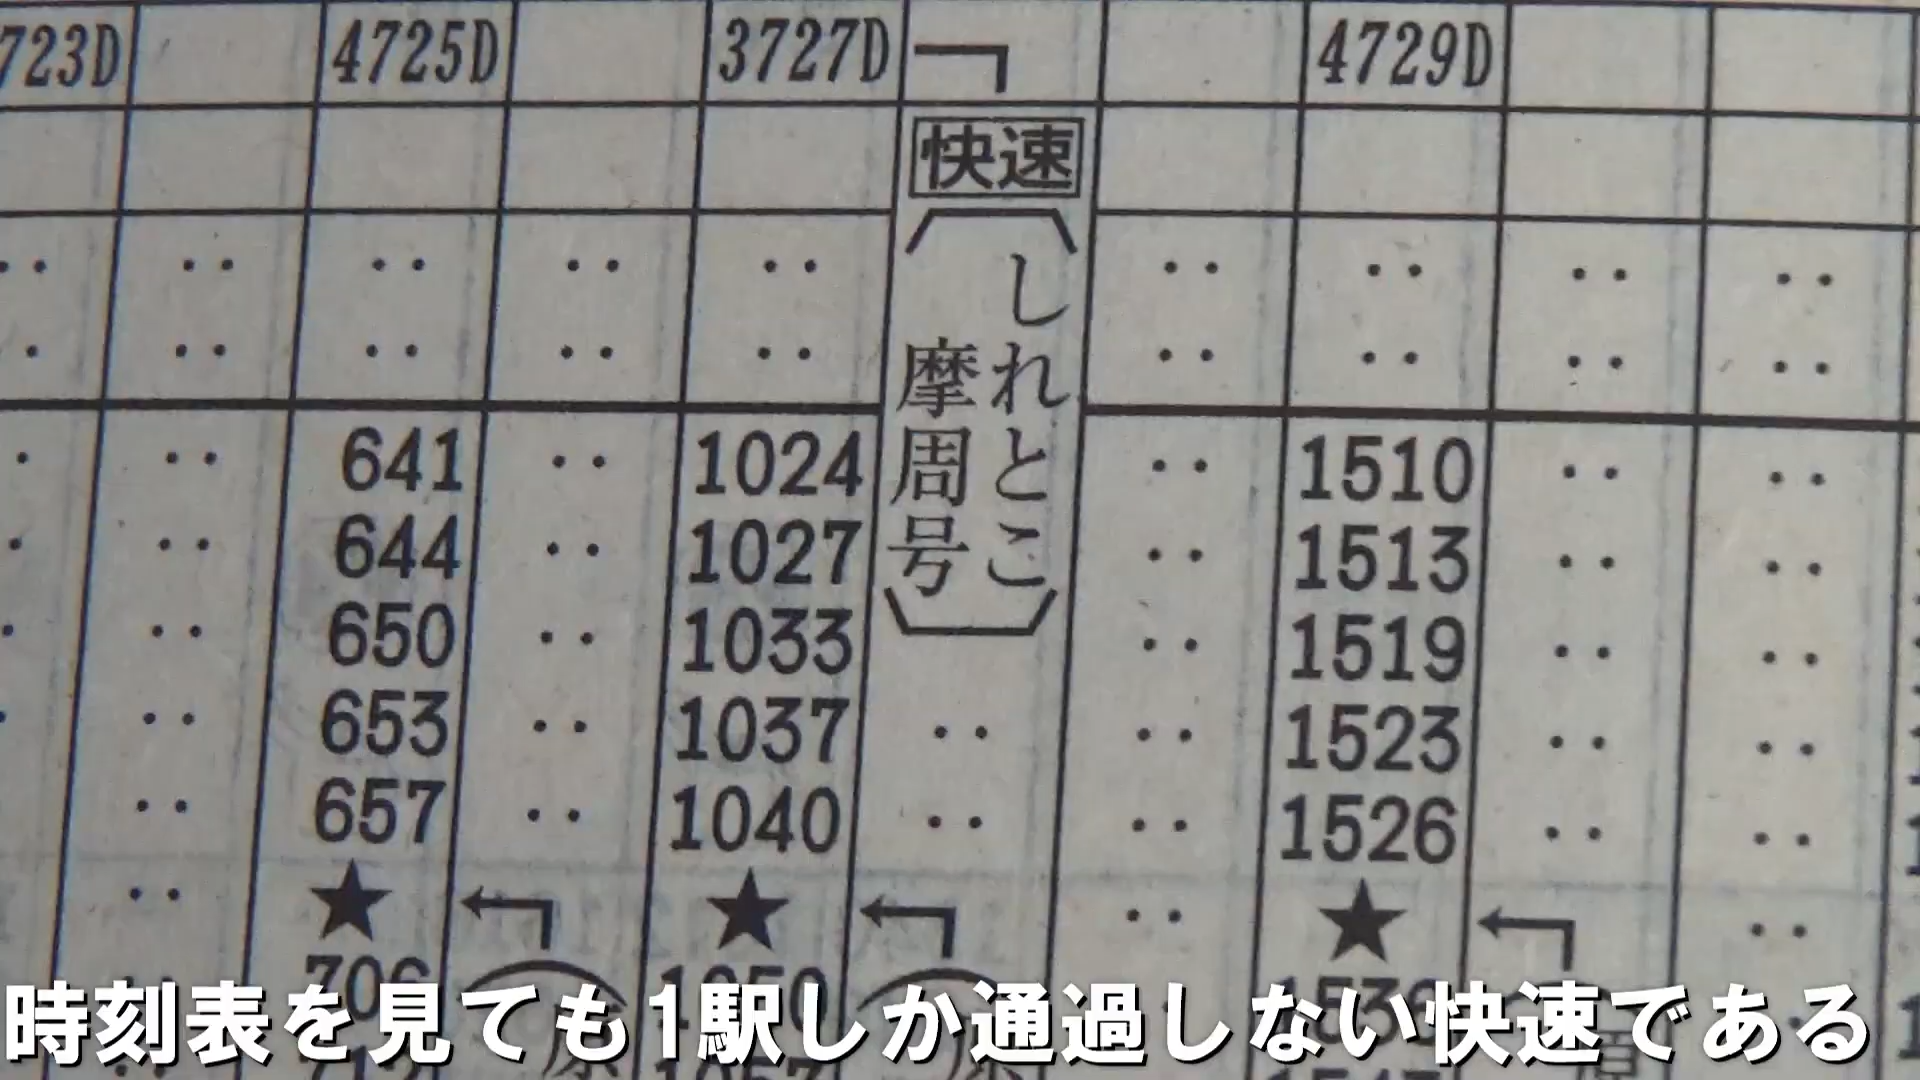 723D 4725D 3727D 4729D
快速
しれとこ
摩周号
641 1024 1510
644 1027 1513
650 1033 1519
653 1037 1523
657 1040 1526
★ ★ ★
706 1050
時刻表を見ても1駅しか通過しない快速である